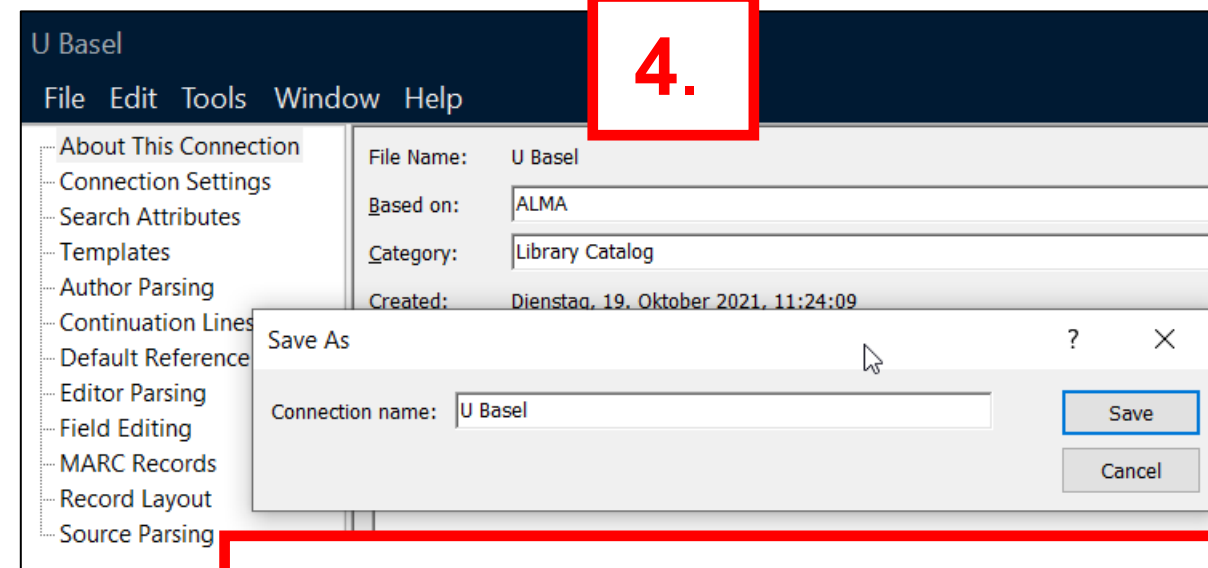 U Basel
4.
File Edit Tools Window Help
About This Connection
Connection Settings
Search Attributes
Templates
Author Parsing
Continuation Lines
Default Reference
Editor Parsing
Field Editing
MARC Records
Record Layout
Source Parsing
File Name: U Basel
Based on: ALMA
Category: Library Catalog
Created: Dienstag, 19. Oktober 2021, 11:24:09
Save As ?
Connection name: U Basel
Save
Cancel